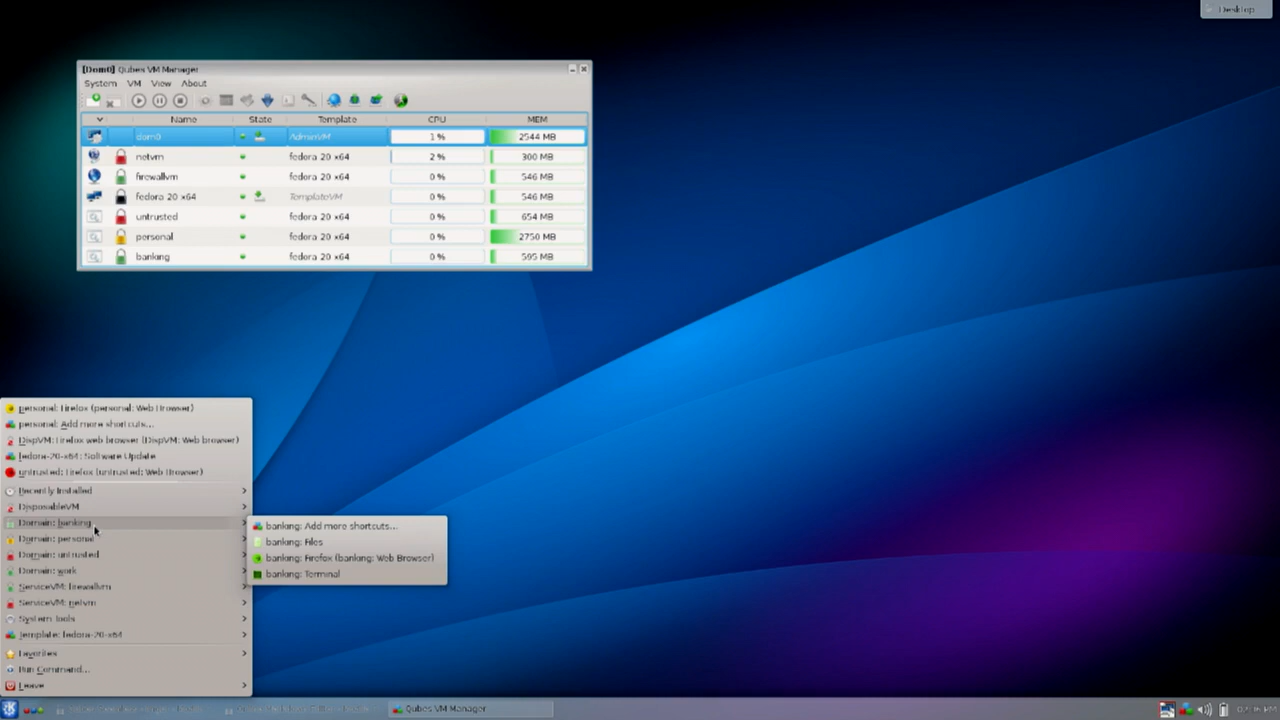 Desktop
[Dom0] Qubes VM Manager
System VM View About
Name State Template CPU MEM
dom0 AdminVM 1 % 2544 MB
netvm fedora 20 x64 2 % 300 MB
firewallvm fedora 20 x64 0 % 546 MB
fedora 20 x64 TemplateVM 0 % 546 MB
untrusted fedora 20 x64 0 % 654 MB
personal fedora 20 x64 0 % 2750 MB
banking fedora 20 x64 0 % 595 MB
personal: Firefox (personal: Web Browser)
personal: Add more shortcuts...
DispVM: Firefox web browser (DispVM: Web browser)
fedora-20-x64: Software Update
untrusted: Firefox (untrusted: Web Browser)
Recently Installed
DisposableVM
Domain: banking
Domain: personal
Domain: untrusted
Domain: work
ServiceVM: firewallvm
ServiceVM: netvm
System Tools
Template: fedora-20-x64
Favorites
Run Command...
Leave
banking: Add more shortcuts...
banking: Files
banking: Firefox (banking: Web Browser)
banking: Terminal
Qubes VM Manager